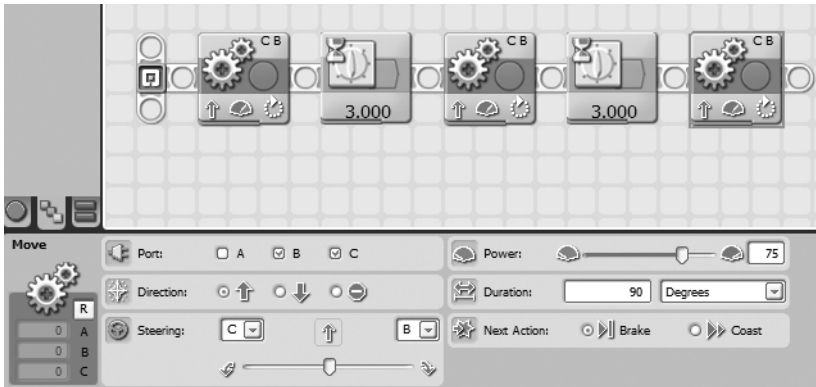 C B C B C B
3.000 3.000
Move
Port: A B C Power: 75
R Direction: Duration: 90 Degrees
0 A Steering: C B Next Action: Brake Coast
0 B
0 C